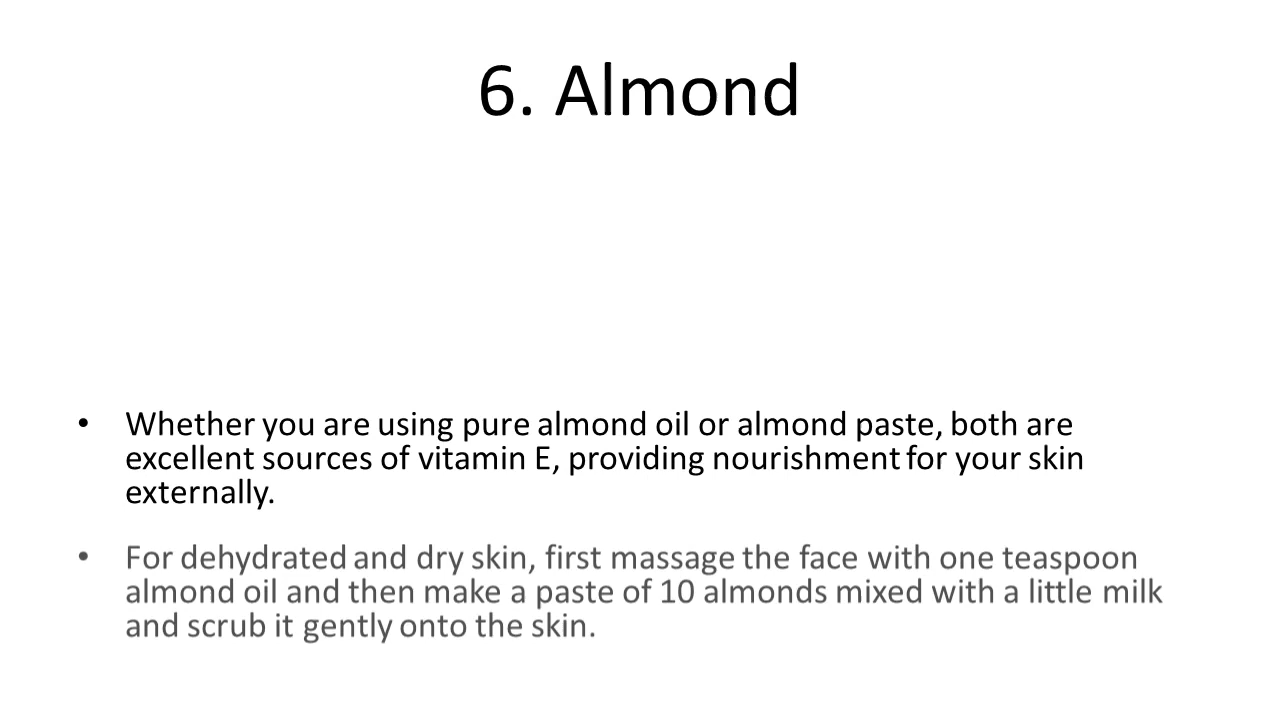 6. Almond
• Whether you are using pure almond oil or almond paste, both are
excellent sources of vitamin E, providing nourishment for your skin
externally.
• For dehydrated and dry skin, first massage the face with one teaspoon
almond oil and then make a paste of 10 almonds mixed with a little milk
and scrub it gently onto the skin.